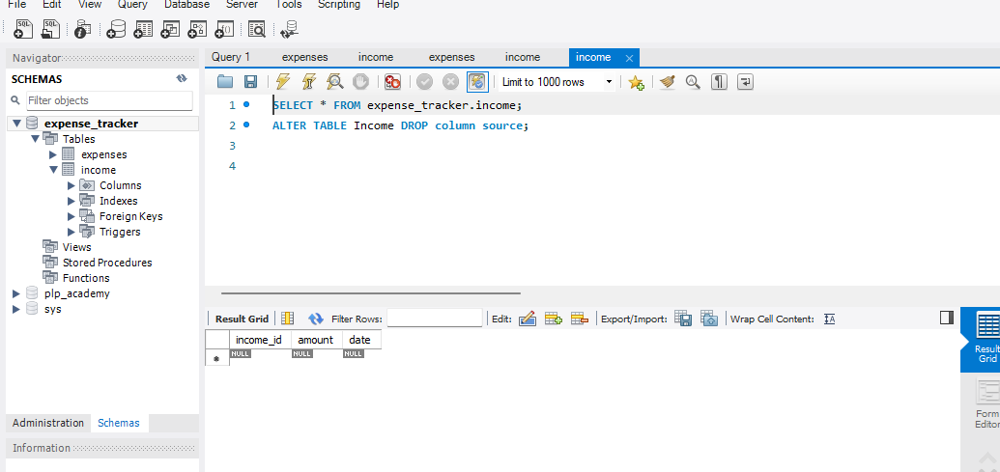 File Edit View Query Database Server Tools Scripting Help
Navigator
SCHEMAS
Filter objects
expense_tracker
Tables
expenses
income
Columns
Indexes
Foreign Keys
Triggers
Views
Stored Procedures
Functions
plp_academy
sys
Administration Schemas
Information
Query 1 expenses income expenses income income
Limit to 1000 rows
1 SELECT * FROM expense_tracker.income;
2 ALTER TABLE Income DROP column source;
3
4
Result Grid Filter Rows: Edit: Export/Import: Wrap Cell Content:
income_id amount date
NULL NULL NULL
Result
Grid
Form
Editor